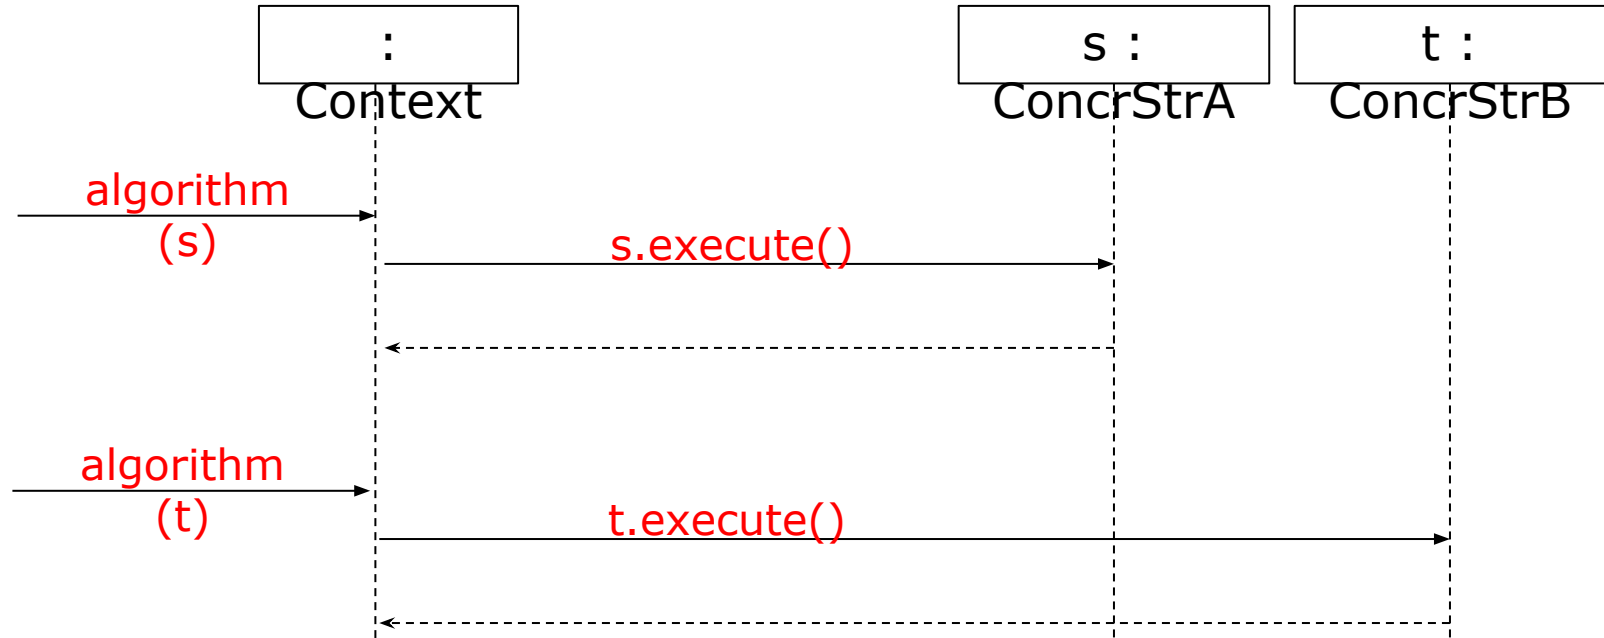 :
Context
s :
ConcrStrA
t :
ConcrStrB
algorithm
(s)
s.execute()
algorithm
(t)
t.execute()